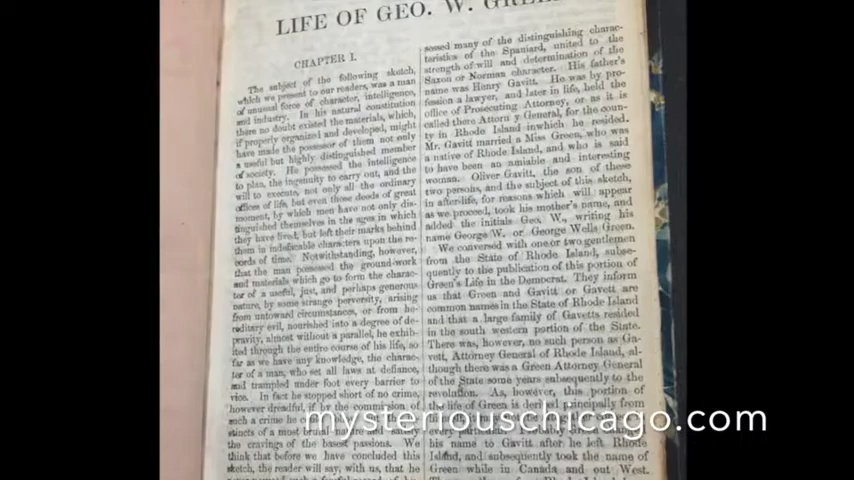 LIFE OF GEO. W. GREEN
CHAPTER I.
The subject of the following sketch,
which we present to our readers, was a man
of unusual force of character, intelligence,
and industry. In his natural constitution
there no doubt existed the materials, which,
if properly organized and developed, might
have made the possessor of them not only
a useful but highly distinguished member
of society. He possessed the intelligence
to plan, the ingenuity to carry out, and the
will to execute, not only all the ordinary
offices of life, but even those deeds of great
moment, by which men have not only dis-
tinguished themselves in the ages in which
they have lived, but left their marks behind
them in indefacable characters upon the re-
cords of time. Notwithstanding, however,
that the man possessed the ground-work
and materials which go to form the charac-
ter of a useful, just, and perhaps generous
nature, by some strange perversity, arising
from untoward circumstances, or from he-
reditary evil, nourished into a degree of de-
pravity, almost without a parallel, he exhib-
ited through the entire course of his life, so
far as we have any knowledge, the charac-
ter of a man, who set all laws at defiance,
and trampled under foot every barrier to
vice. In fact he stopped short of no crime,
however dreadful, if by the commission of
such a crime he
stincts of a most brutal nature and satisfy
the cravings of the basest passions. We
think that before we have concluded this
sketch, the reader will say, with us, that he
sessed many of the distinguishing charac-
teristics of the Spaniard, united to the
strength of will and determination of the
Saxon or Norman character. His father's
name was Henry Gavitt. He was by pro-
fession a lawyer, and later in life, held the
office of Prosecuting Attorney, or as it is
called there Attorn y General, for the coun-
ty in Rhode Island inwhich he resided.
Mr. Gavitt married a Miss Green, who was
a native of Rhode Island, and who is said
to have been an amiable and interesting
woman. Oliver Gavitt, the son of these
two persons, and the subject of this sketch,
in after-life, for reasons which will appear
as we proceed, took his mother's name, and
added the initials Geo. W., writing his
name George W. or George Wells Green.
We conversed with one or two gentlemen
from the State of Rhode Island, subse-
quently to the publication of this portion of
Green's Life in the Democrat. They inform
us that Green and Gavitt or Gavett are
common names in the State of Rhode Island
and that a large family of Gavetts resided
in the south western portion of the State.
There was, however, no such person as Ga-
vett, Attorney General of Rhode Island, al-
though there was a Green Attorney General
of the State some years subsequently to the
revolution. As, however, this portion of
the life of Green is derived principally from
his name to Gavitt after he left Rhode
Island, and subsequently took the name of
Green while in Canada and out West.
mysteriouschicago.com